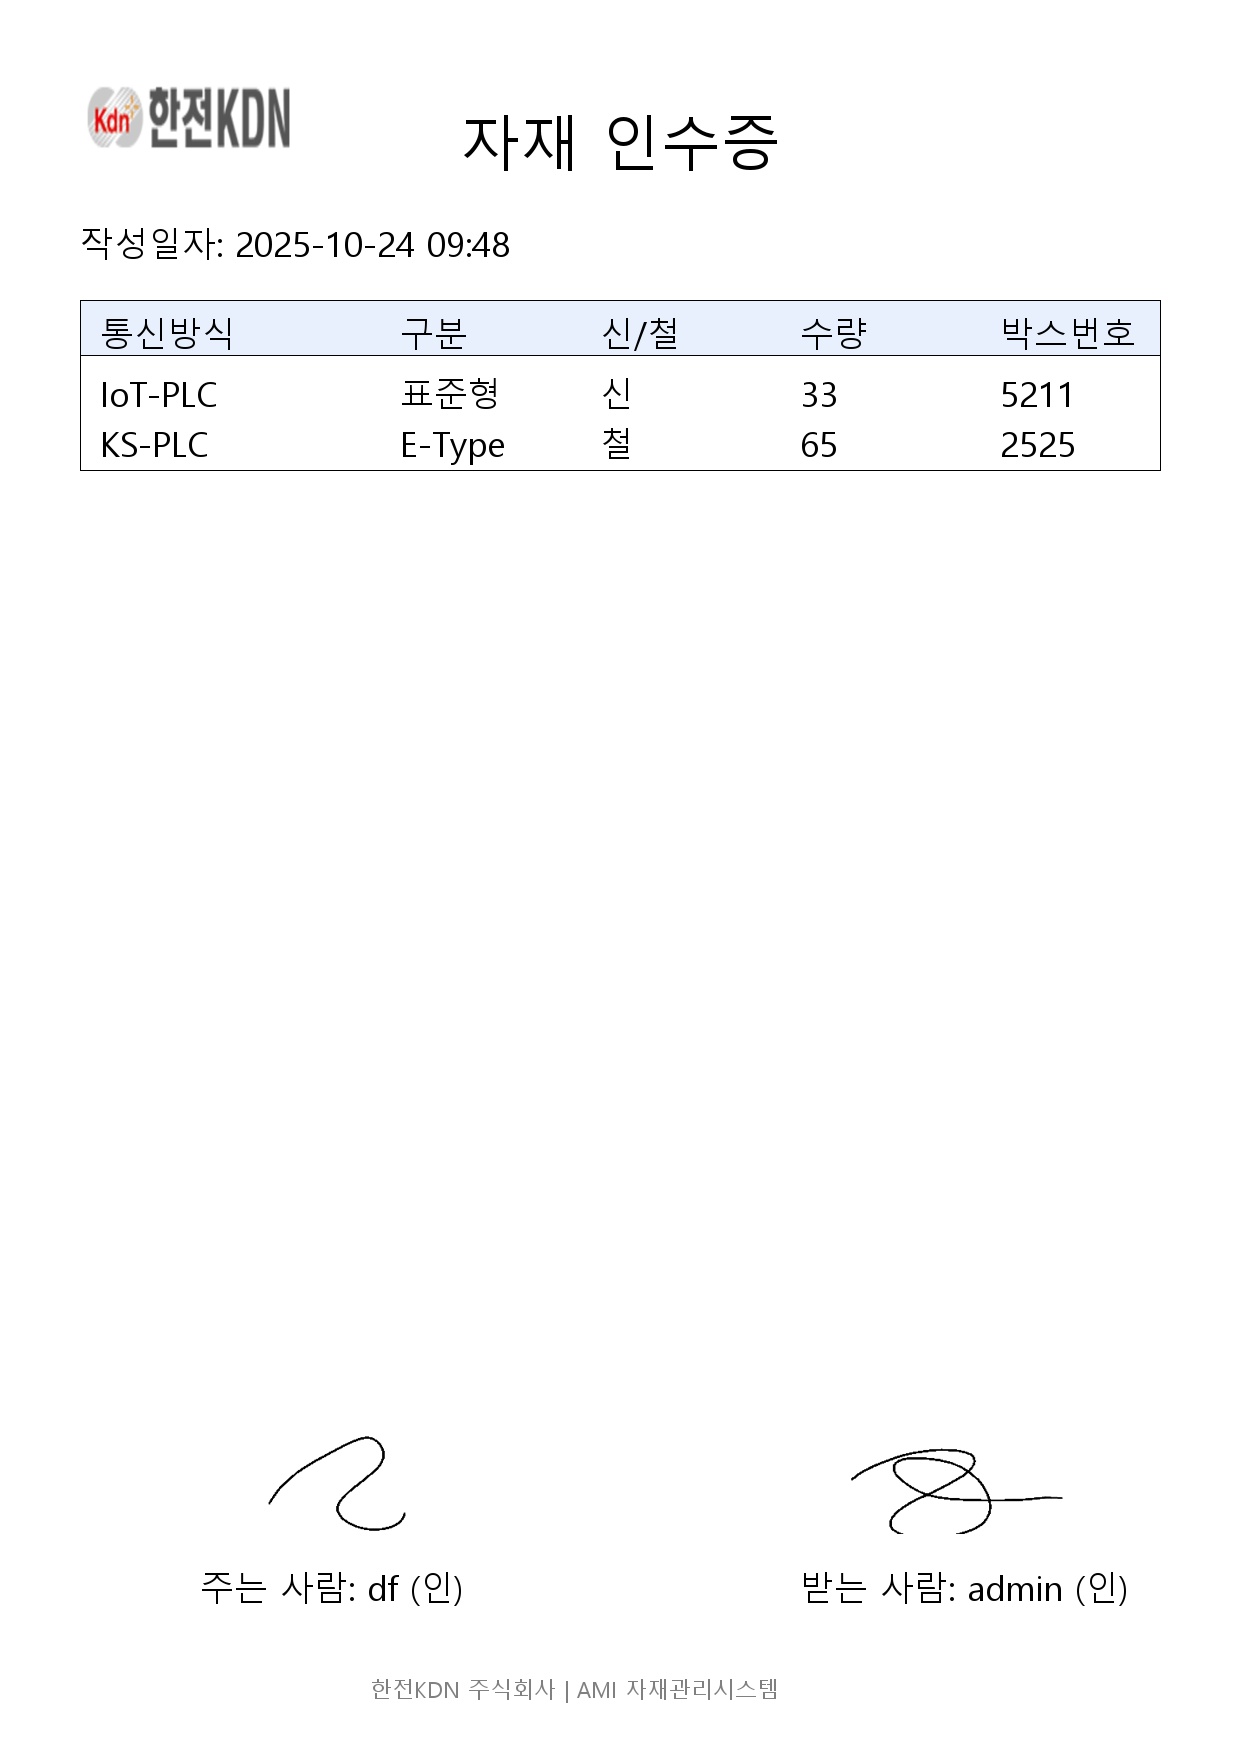 Kdn 한전KDN
자재 인수증
작성일자: 2025-10-24 09:48
통신방식 구분 신/철 수량 박스번호
IoT-PLC 표준형 신 33 5211
KS-PLC E-Type 철 65 2525
주는 사람: df (인) 받는 사람: admin (인)
한전KDN 주식회사 | AMI 자재관리시스템